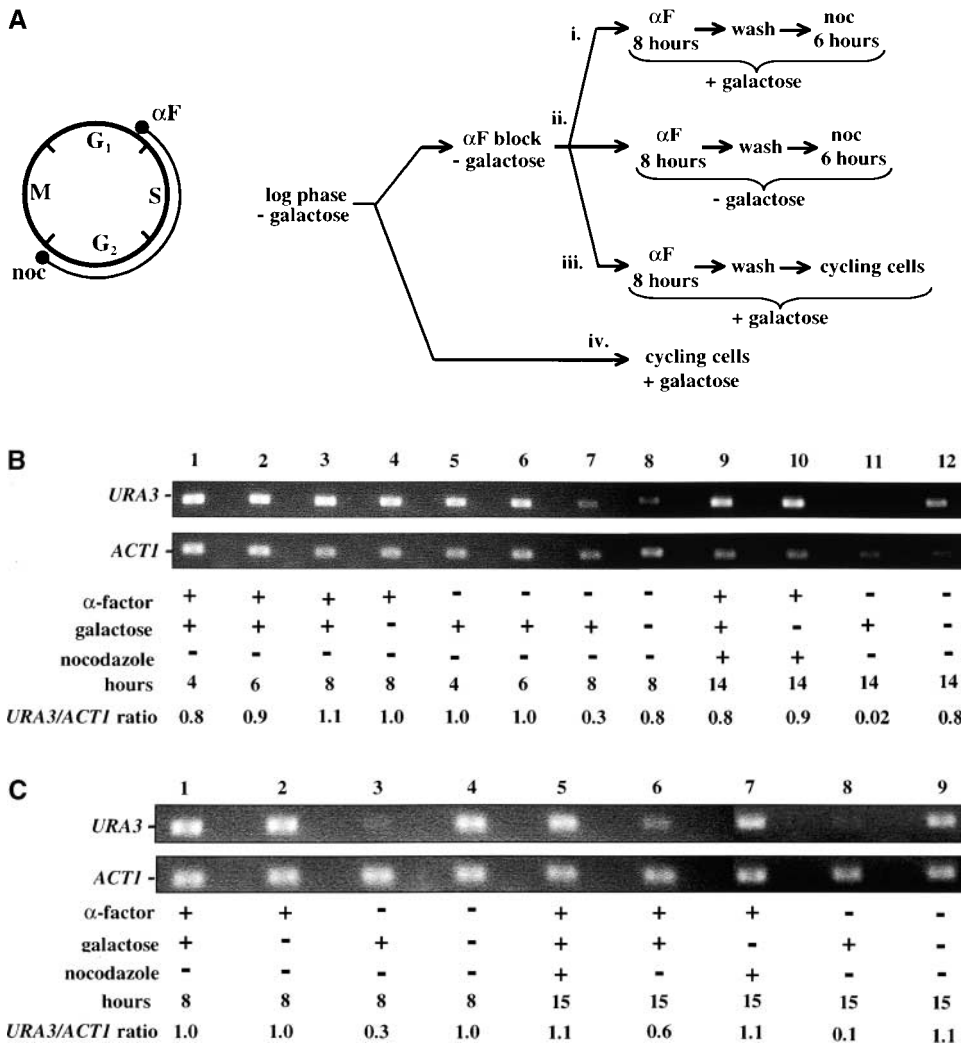 A
αF
G1
M
S
G2
noc
log phase
- galactose
αF block
- galactose
i.
αF
8 hours
wash
noc
6 hours
+ galactose
ii.
αF
8 hours
wash
noc
6 hours
- galactose
iii.
αF
8 hours
wash
cycling cells
+ galactose
iv.
cycling cells
+ galactose
B
1 2 3 4 5 6 7 8 9 10 11 12
URA3 -
ACT1 -
α-factor + + + + - - - - + + - -
galactose + + + - + + + - + - + -
nocodazole - - - - - - - - + + - -
hours 4 6 8 8 4 6 8 8 14 14 14 14
URA3/ACT1 ratio 0.8 0.9 1.1 1.0 1.0 1.0 0.3 0.8 0.8 0.9 0.02 0.8
C
1 2 3 4 5 6 7 8 9
URA3 -
ACT1 -
α-factor + + - - + + + - -
galactose + - + - + + - + -
nocodazole - - - - + - + - -
hours 8 8 8 8 15 15 15 15 15
URA3/ACT1 ratio 1.0 1.0 0.3 1.0 1.1 0.6 1.1 0.1 1.1